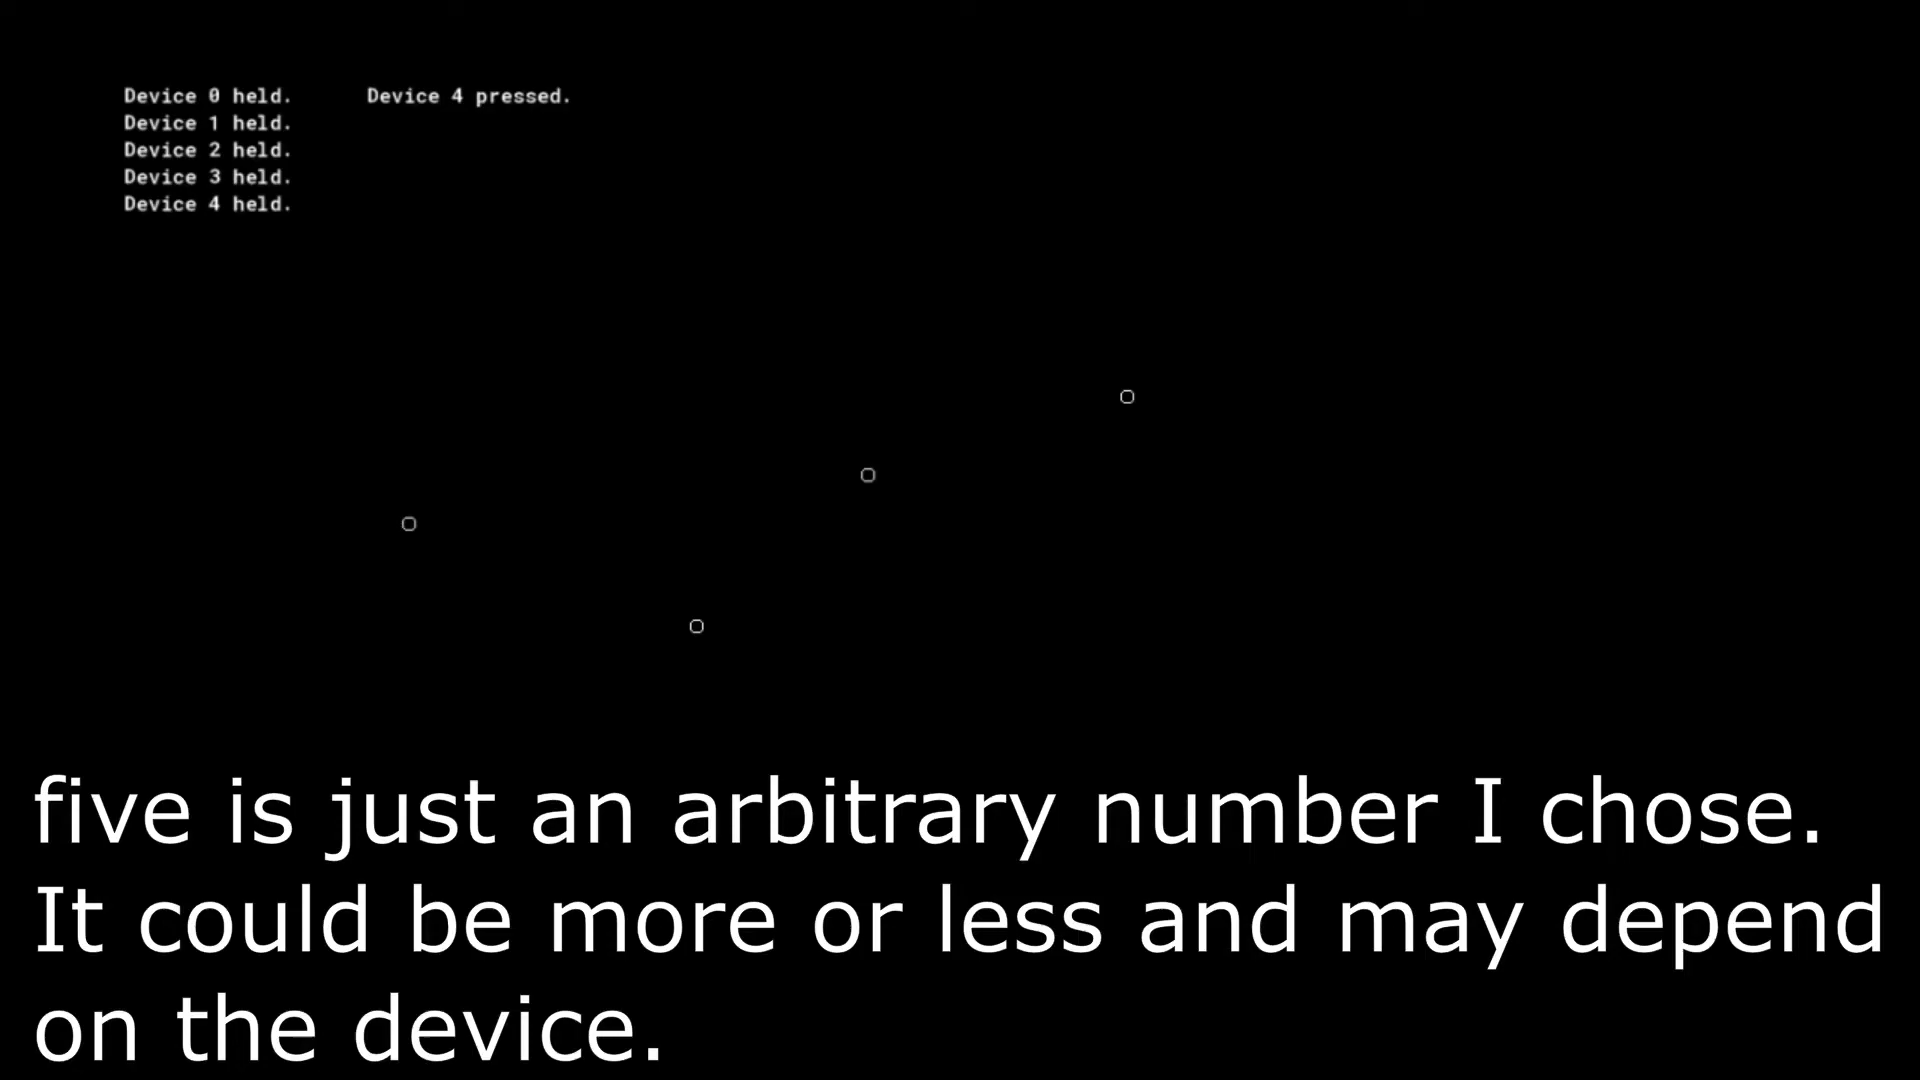 Device 0 held.
Device 1 held.
Device 2 held.
Device 3 held.
Device 4 held.
Device 4 pressed.
five is just an arbitrary number I chose.
It could be more or less and may depend
on the device.